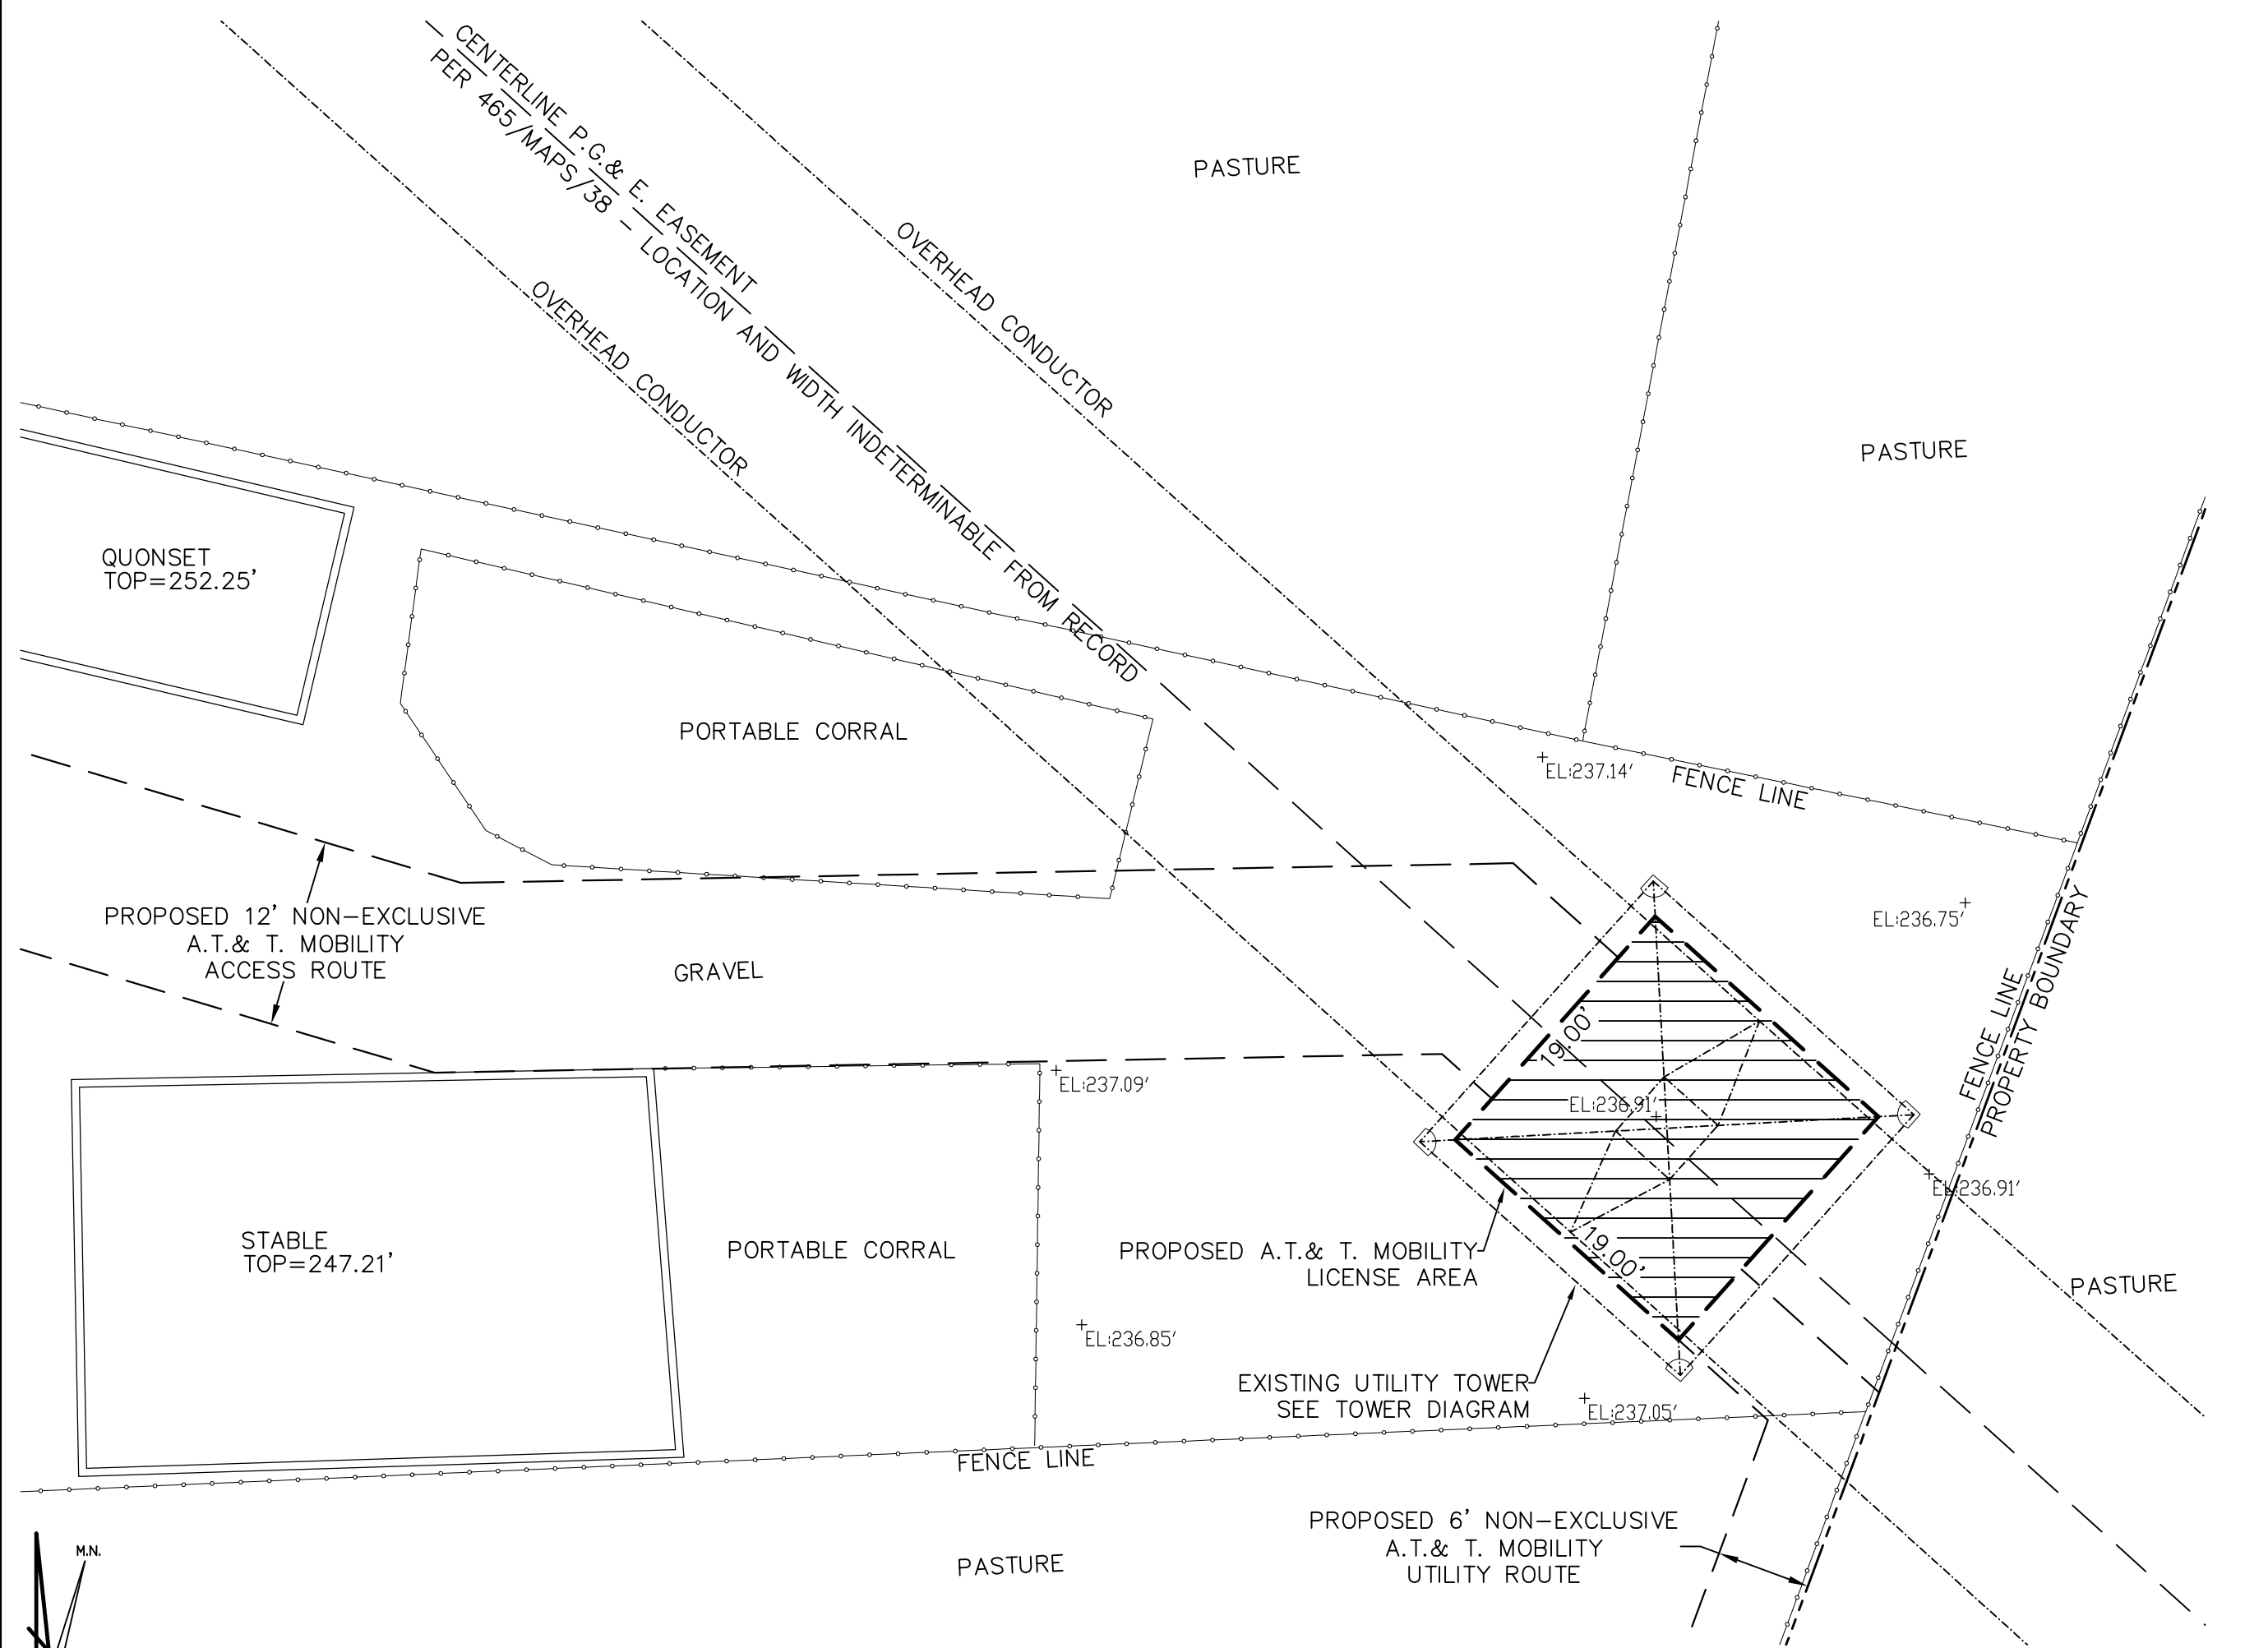 CENTERLINE P.G.& E. EASEMENT
PER 465/MAPS/38 - LOCATION AND WIDTH INDETERMINABLE FROM RECORD
PASTURE
OVERHEAD CONDUCTOR
OVERHEAD CONDUCTOR
PASTURE
QUONSET
TOP=252.25'
PORTABLE CORRAL
EL:237.14'
FENCE LINE
PROPOSED 12' NON-EXCLUSIVE
A.T.& T. MOBILITY
ACCESS ROUTE
GRAVEL
EL:236.75'
FENCE LINE
PROPERTY BOUNDARY
19.00'
EL:237.09'
EL:236.91'
EL:236.91'
STABLE
TOP=247.21'
PORTABLE CORRAL
PROPOSED A.T.& T. MOBILITY
LICENSE AREA
19.00'
PASTURE
EL:236.85'
EXISTING UTILITY TOWER
SEE TOWER DIAGRAM
EL:237.05'
FENCE LINE
PROPOSED 6' NON-EXCLUSIVE
A.T.& T. MOBILITY
UTILITY ROUTE
PASTURE
M.N.